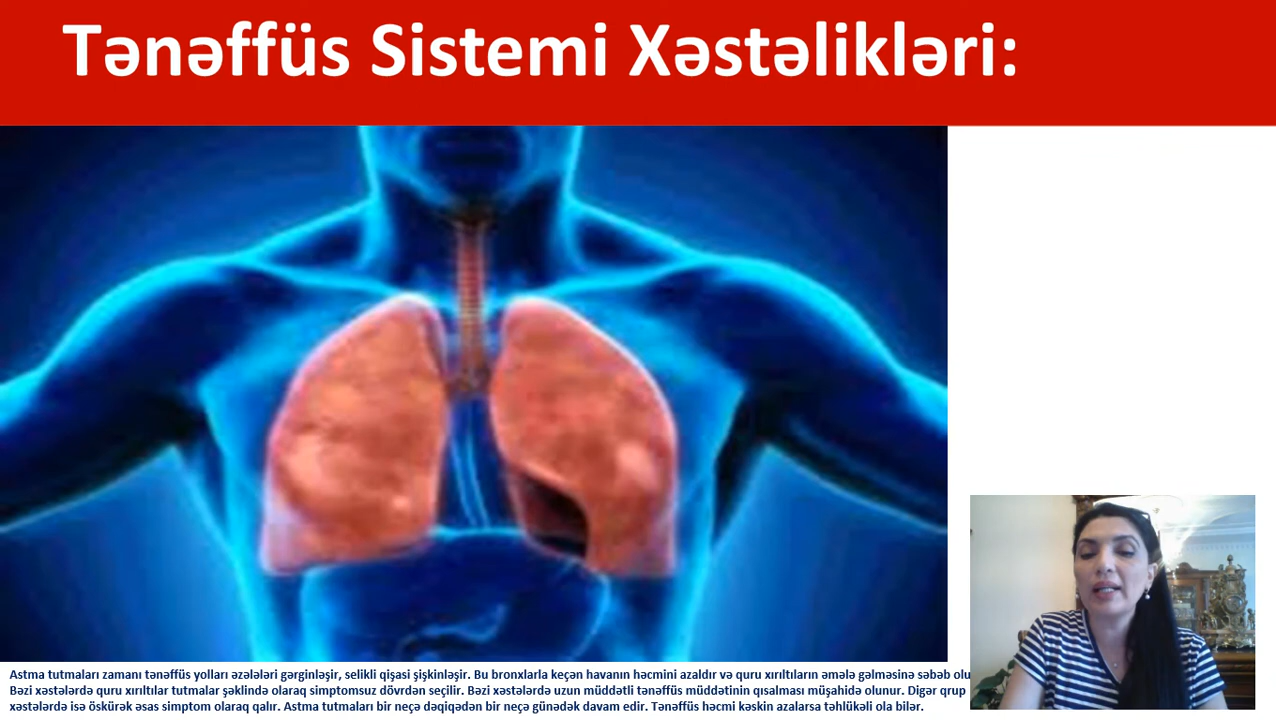 Tənəffüs Sistemi Xəstəlikləri:
Astma tutmaları zamanı tənəffüs yolları əzələləri gərginləşir, selikli qişasi şişkinləşir. Bu bronxlarla keçən havanın həcmini azaldır və quru xırıltıların əmələ gəlməsinə səbəb olu
Bəzi xəstələrdə quru xırıltılar tutmalar şəklində olaraq simptomsuz dövrdən seçilir. Bəzi xəstələrdə uzun müddətli tənəffüs müddətinin qısalması müşahidə olunur. Digər qrup
xəstələrdə isə öskürək əsas simptom olaraq qalır. Astma tutmaları bir neçə dəqiqədən bir neçə günədək davam edir. Tənəffüs həcmi kəskin azalarsa təhlükəli ola bilər.